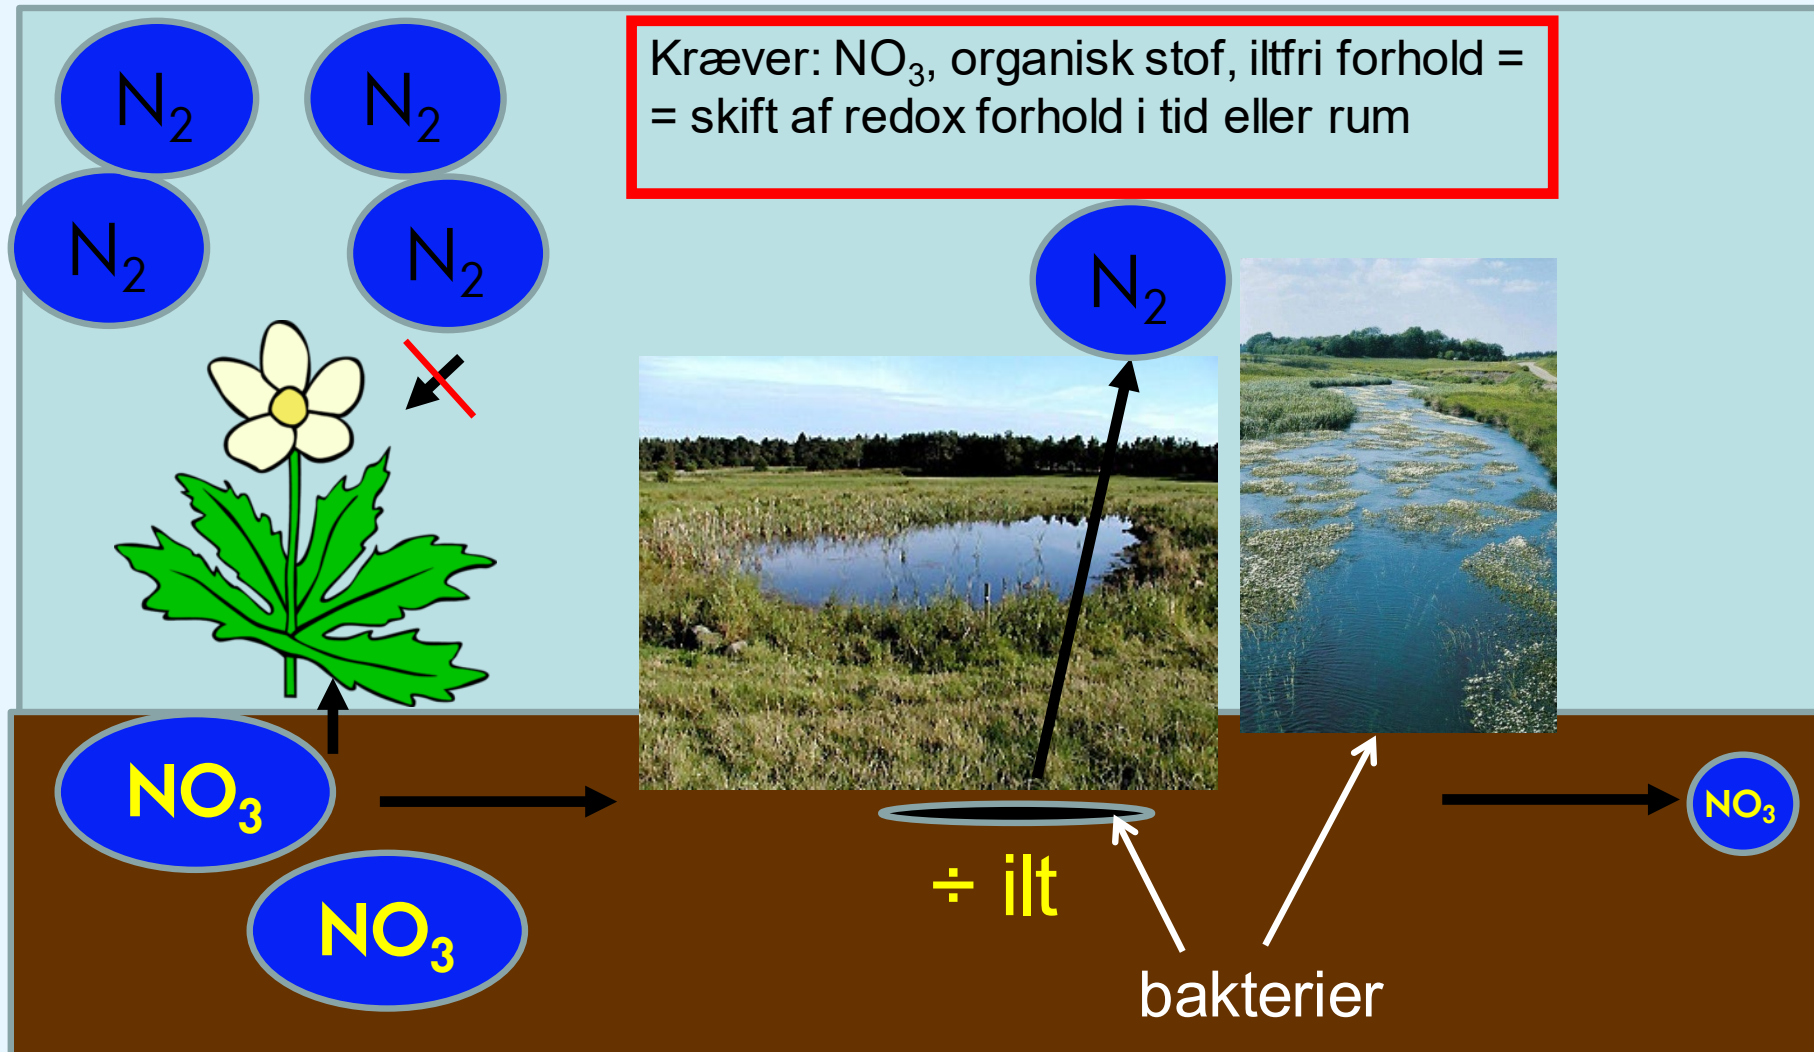 N₂
N₂
N₂
N₂
Kræver: NO₃, organisk stof, iltfri forhold =
= skift af redox forhold i tid eller rum
N₂
NO₃
NO₃
÷ ilt
bakterier
NO₃